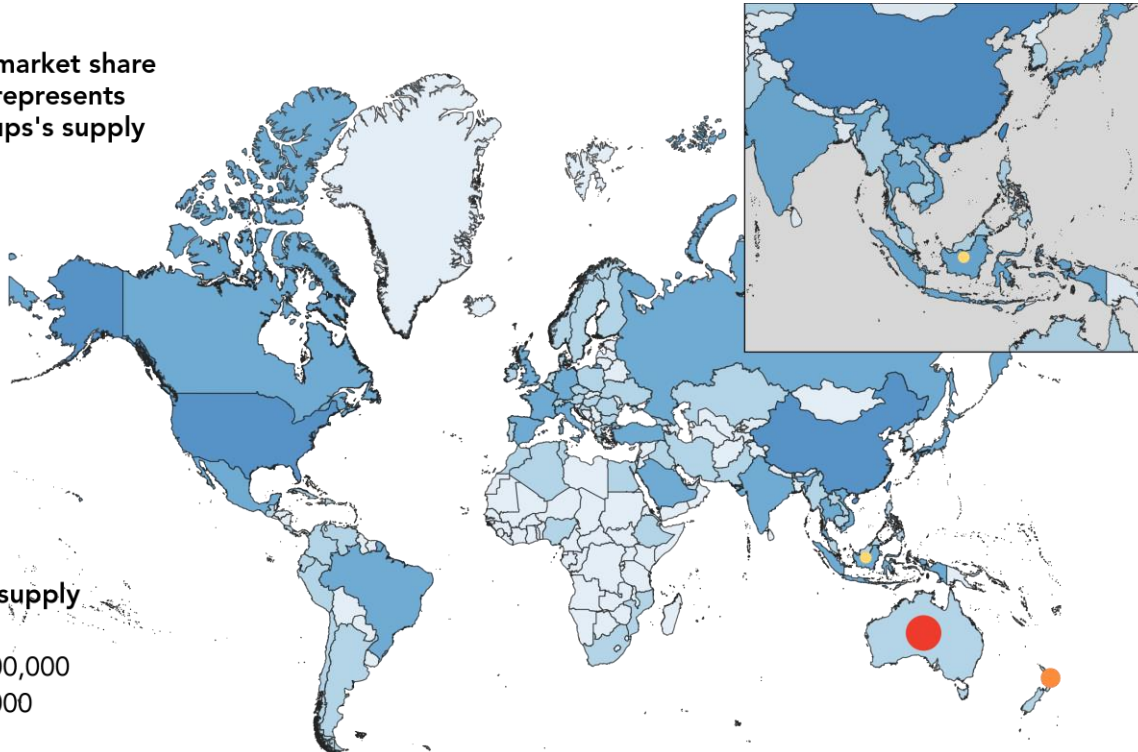 market share
represents
ups's supply
supply
00,000
000